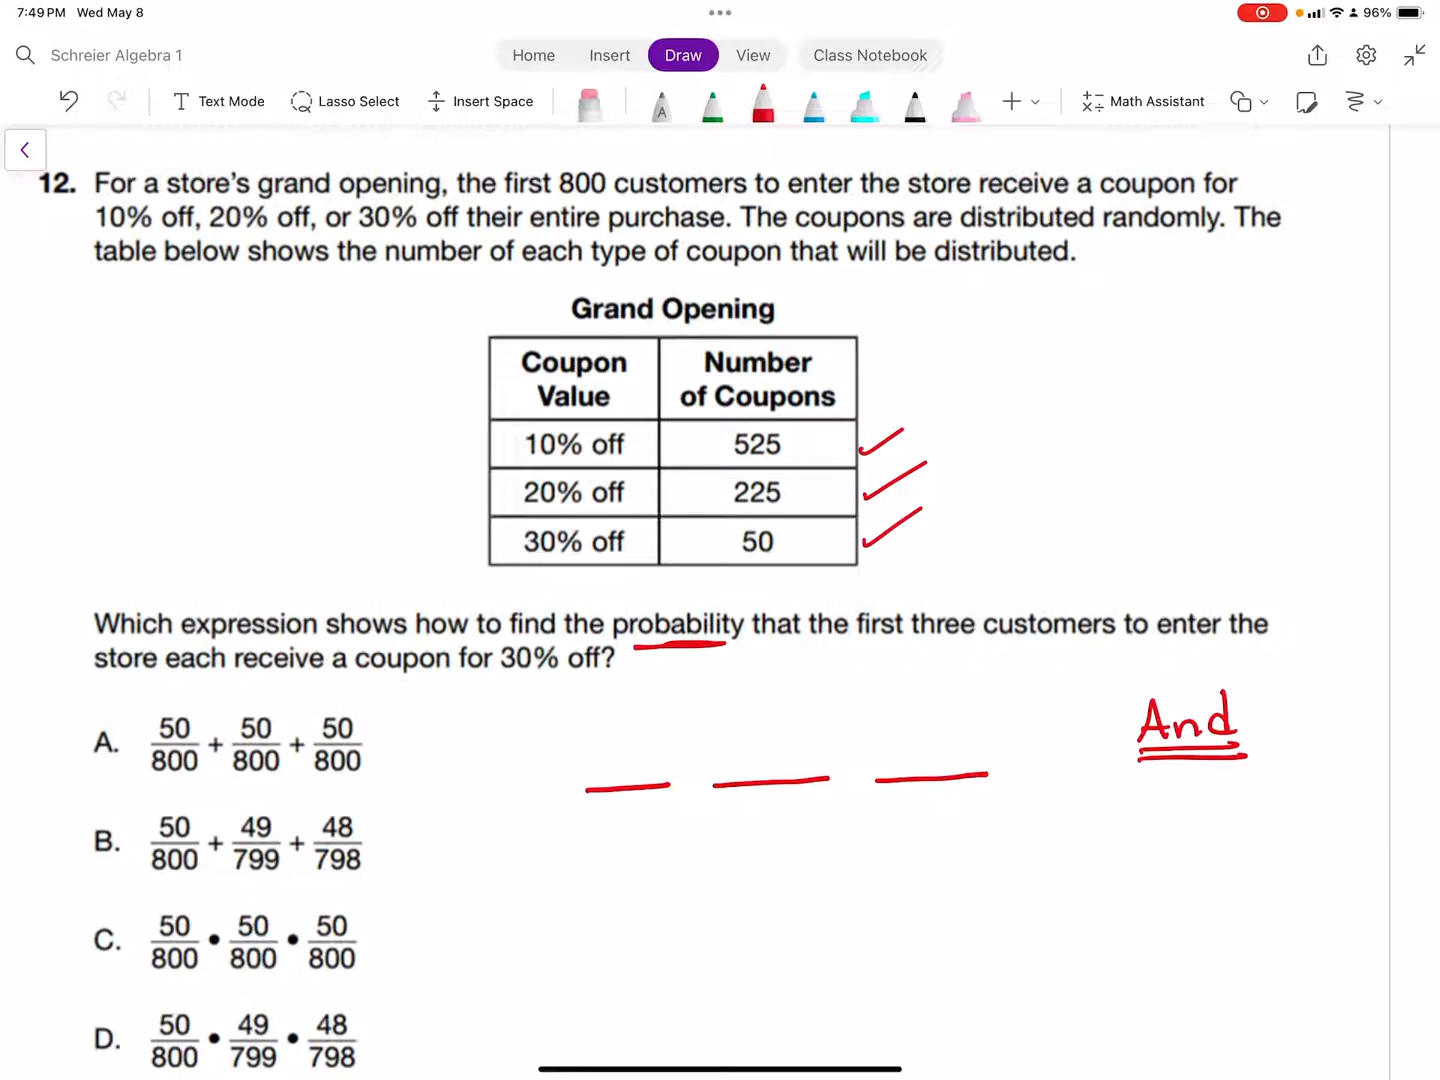 7:49 PM Wed May 8
96%
Schreier Algebra 1
Home Insert Draw View Class Notebook
Text Mode Lasso Select Insert Space A Math Assistant
12. For a store's grand opening, the first 800 customers to enter the store receive a coupon for
10% off, 20% off, or 30% off their entire purchase. The coupons are distributed randomly. The
table below shows the number of each type of coupon that will be distributed.
Grand Opening
Coupon Value Number of Coupons
10% off 525
20% off 225
30% off 50
Which expression shows how to find the probability that the first three customers to enter the
store each receive a coupon for 30% off?
And
A. 50/800 + 50/800 + 50/800
B. 50/800 + 49/799 + 48/798
C. 50/800 • 50/800 • 50/800
D. 50/800 • 49/799 • 48/798